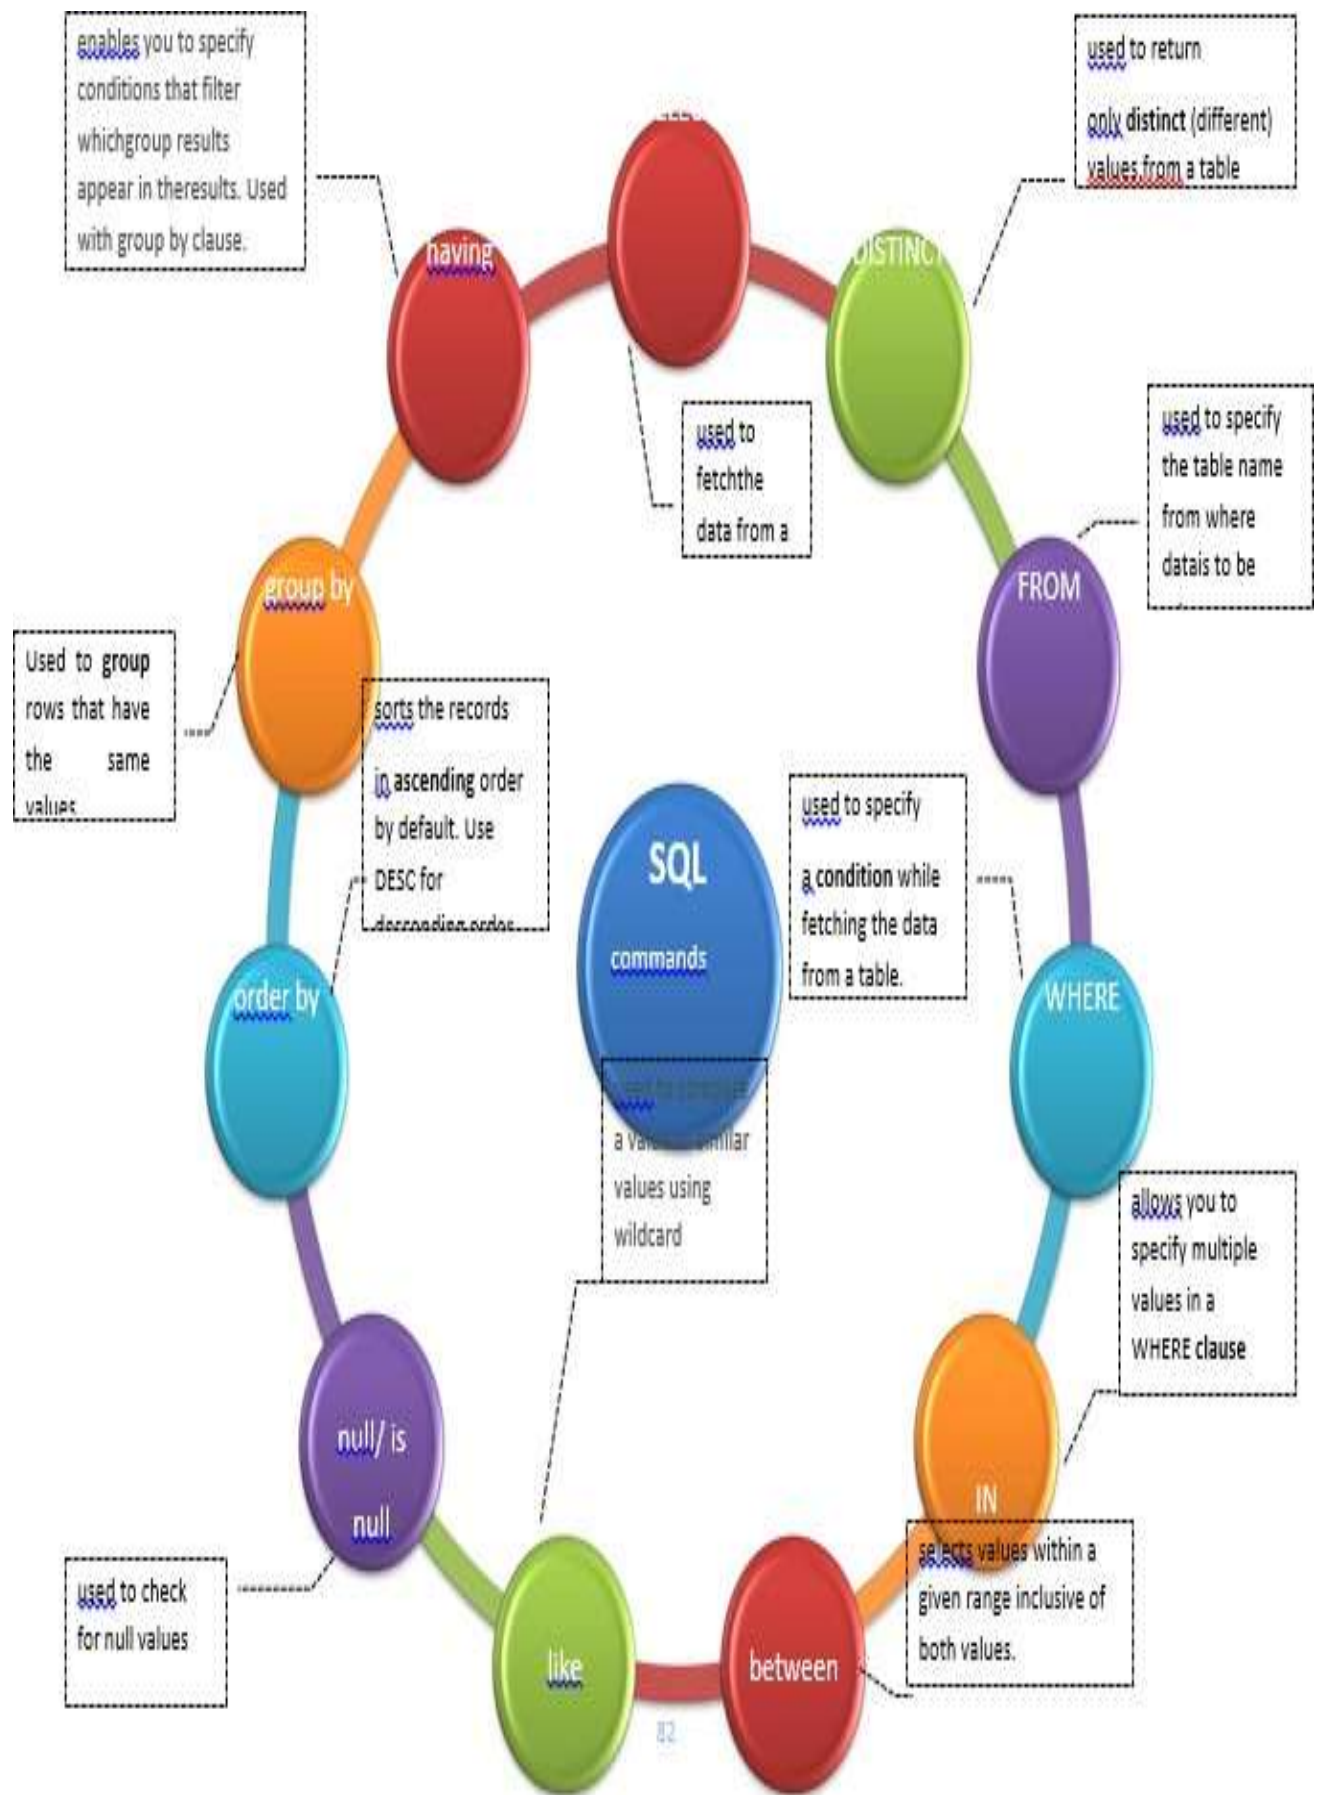 enables you to specify
conditions that filter
whichgroup results
appear in theresults. Used
with group by clause.
used to return
only distinct (different)
values from a table
having
DISTINCT
used to
fetchthe
data from a
used to specify
the table name
from where
datais to be
group by
FROM
Used to group
rows that have
the same
values
sorts the records
in ascending order
by default. Use
DESC for
descending order
SQL
commands
used to specify
a condition while
fetching the data
from a table.
order by
WHERE
a
values using
wildcard
allows you to
specify multiple
values in a
WHERE clause
null/ is
null
IN
selects values within a
given range inclusive of
both values.
used to check
for null values
like
between
82